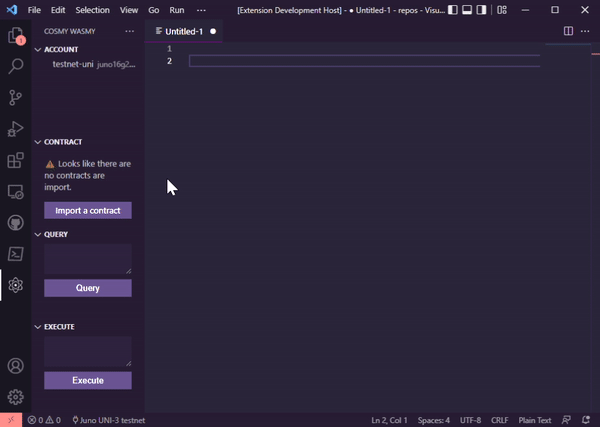 File Edit Selection View Go Run ··· [Extension Development Host] - ● Untitled-1 - repos - Visu...
1
COSMY WASMY ···
Untitled-1 ●
ACCOUNT
testnet-uni juno16g2...
1
2
CONTRACT
Looks like there are
no contracts are
import.
Import a contract
QUERY
Query
EXECUTE
Execute
0 0 Juno UNI-3 testnet Ln 2, Col 1 Spaces: 4 UTF-8 CRLF Plain Text